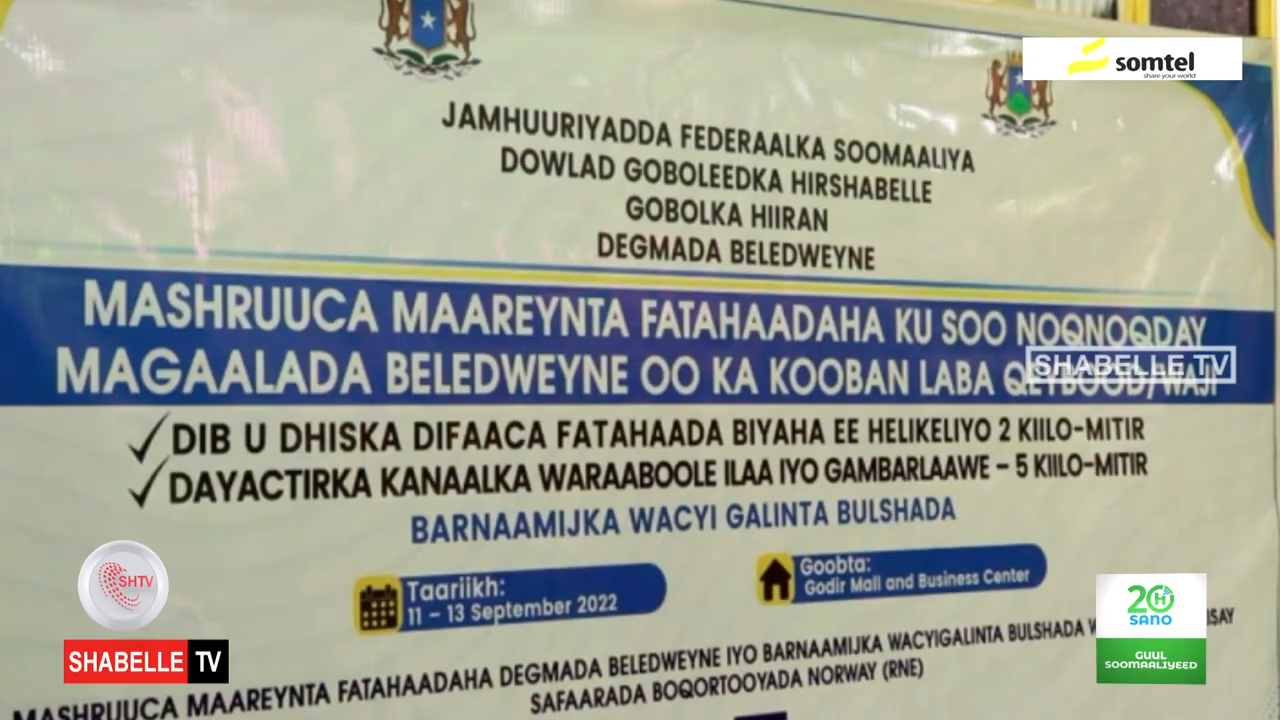 somtel
share your world
JAMHUURIYADDA FEDERAALKA SOOMAALIYA
DOWLAD GOBOLEEDKA HIRSHABELLE
GOBOLKA HIIRAN
DEGMADA BELEDWEYNE
MASHRUUCA MAAREYNTA FATAHAADAHA KU SOO NOQNOQDAY
MAGAALADA BELEDWEYNE OO KA KOOBAN LABA QEYBOOD/WAJI
SHABELLE TV
DIB U DHISKA DIFAACA FATAHAADA BIYAHA EE HELIKELIYO 2 KIILO-MITIR
DAYACTIRKA KANAALKA WARAABOOLE ILAA IYO GAMBARLAAWE – 5 KIILO-MITIR
BARNAAMIJKA WACYI GALINTA BULSHADA
Taariikh:
11 – 13 September 2022
Goobta:
Godir Mall and Business Center
MASHRUUCA MAAREYNTA FATAHAADAHA DEGMADA BELEDWEYNE IYO BARNAAMIJKA WACYIGALINTA BULSHADA
SAFAARADA BOQORTOOYADA NORWAY (RNE)
SHTV
SHABELLE TV
20
H
SANO
GUUL
SOOMAALIYEED